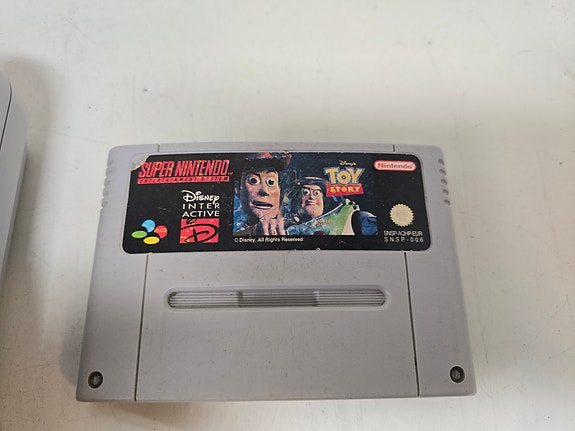 SUPER NINTENDO
ENTERTAINMENT SYSTEM
Disney
INTER
ACTIVE
© Disney. All Rights Reserved
Disney's
TOY
STORY
Nintendo
SNSP-AQHP-EUR
SNSP-006